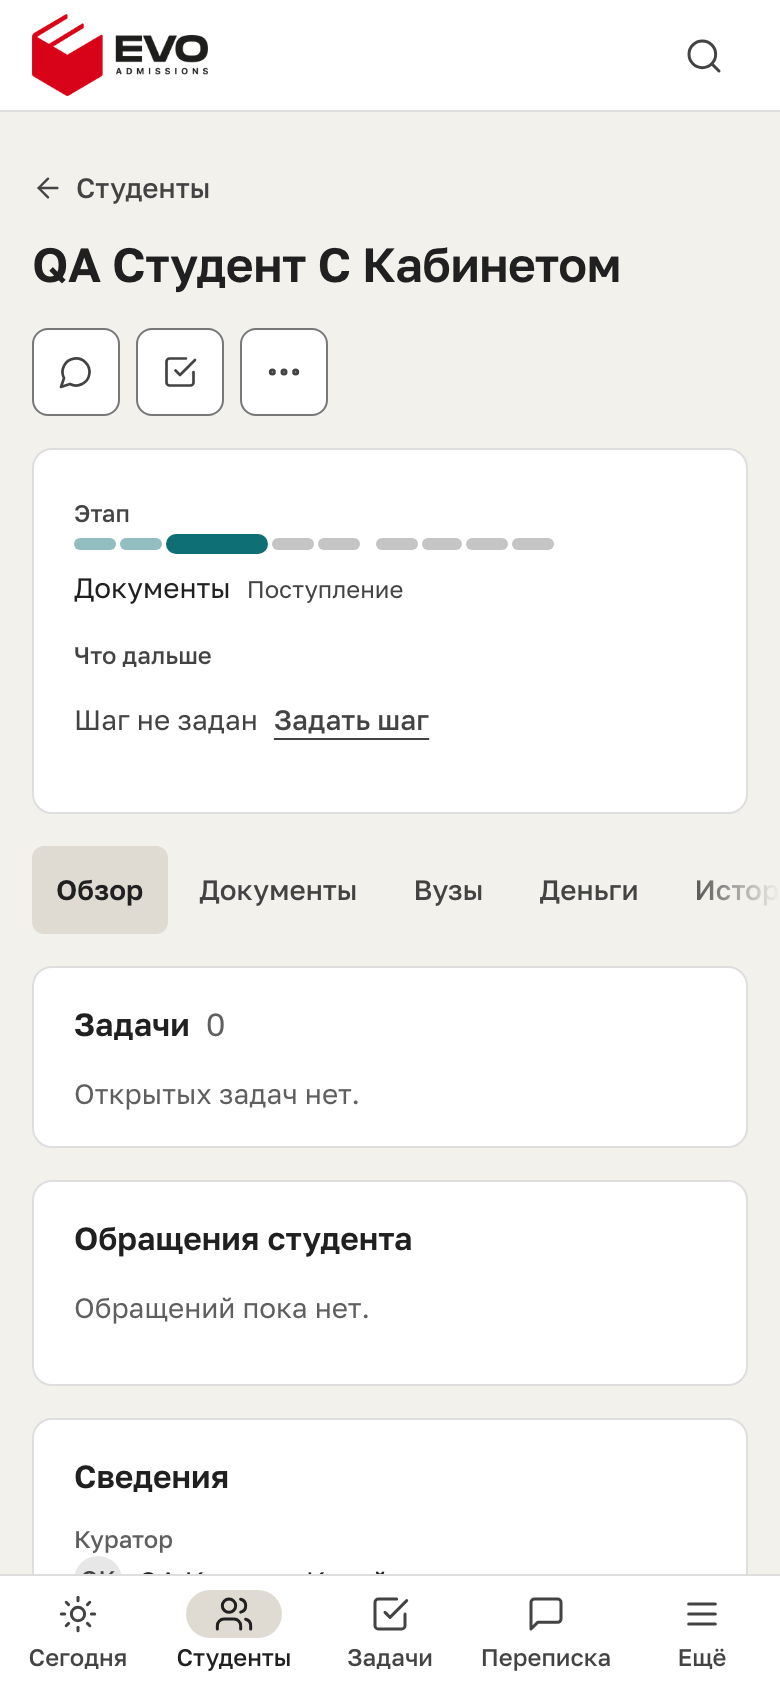 EVO
ADMISSIONS
Студенты
QA Студент С Кабинетом
Этап
Документы Поступление
Что дальше
Шаг не задан Задать шаг
Обзор Документы Вузы Деньги Истор
Задачи 0
Открытых задач нет.
Обращения студента
Обращений пока нет.
Сведения
Куратор
Сегодня Студенты Задачи Переписка Ещё